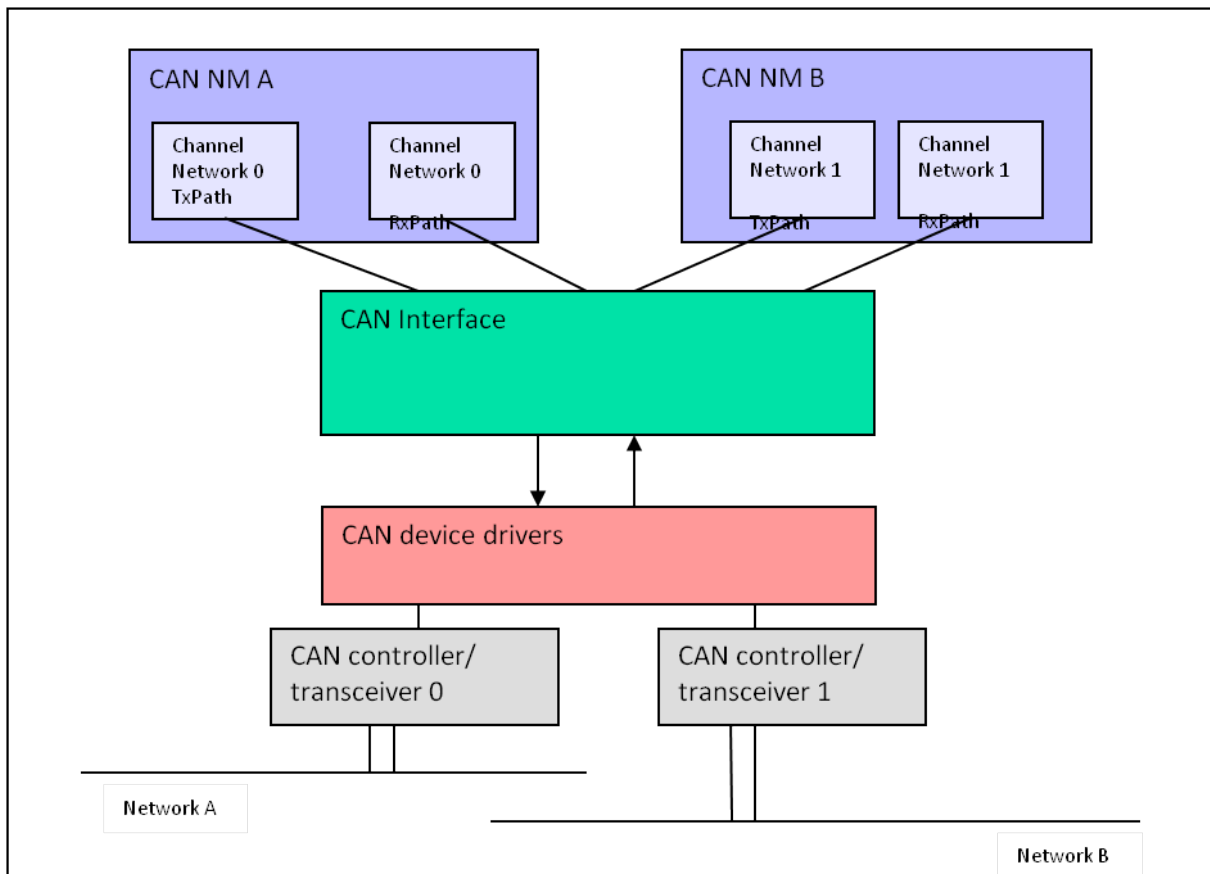 CAN NM A
Channel
Network 0
TxPath
Channel
Network 0
RxPath
CAN NM B
Channel
Network 1
TxPath
Channel
Network 1
RxPath
CAN Interface
CAN device drivers
CAN controller/
transceiver 0
CAN controller/
transceiver 1
Network A
Network B